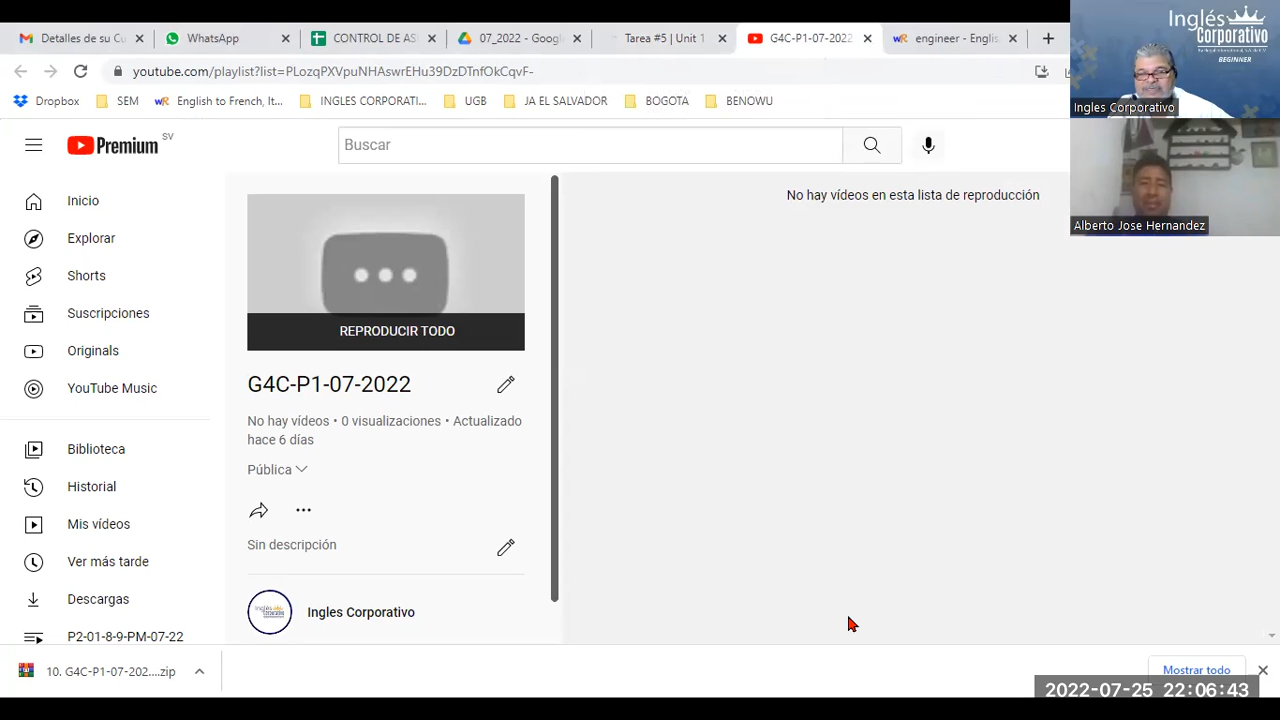 Detalles de su Cu
WhatsApp
CONTROL DE AS
07_2022 - Google
Tarea #5 | Unit 1
G4C-P1-07-2022
engineer - Englis
youtube.com/playlist?list=PLozqPXVjpuNHAswrEHu39DzDTnfOkCqvF-
Dropbox
SEM
English to French, It...
INGLES CORPORATI...
UGB
JA EL SALVADOR
BOGOTA
BENOWU
Inglés
Corporativo
BEGINNER
Ingles Corporativo
Alberto Jose Hernandez
Premium
SV
Buscar
Inicio
Explorar
Shorts
Suscripciones
Originals
YouTube Music
Biblioteca
Historial
Mis vídeos
Ver más tarde
Descargas
P2-01-8-9-PM-07-22
REPRODUCIR TODO
G4C-P1-07-2022
No hay vídeos • 0 visualizaciones • Actualizado
hace 6 días
Pública
Sin descripción
Ingles Corporativo
No hay vídeos en esta lista de reproducción
10. G4C-P1-07-202....zip
Mostrar todo
2022-07-25 22:06:43